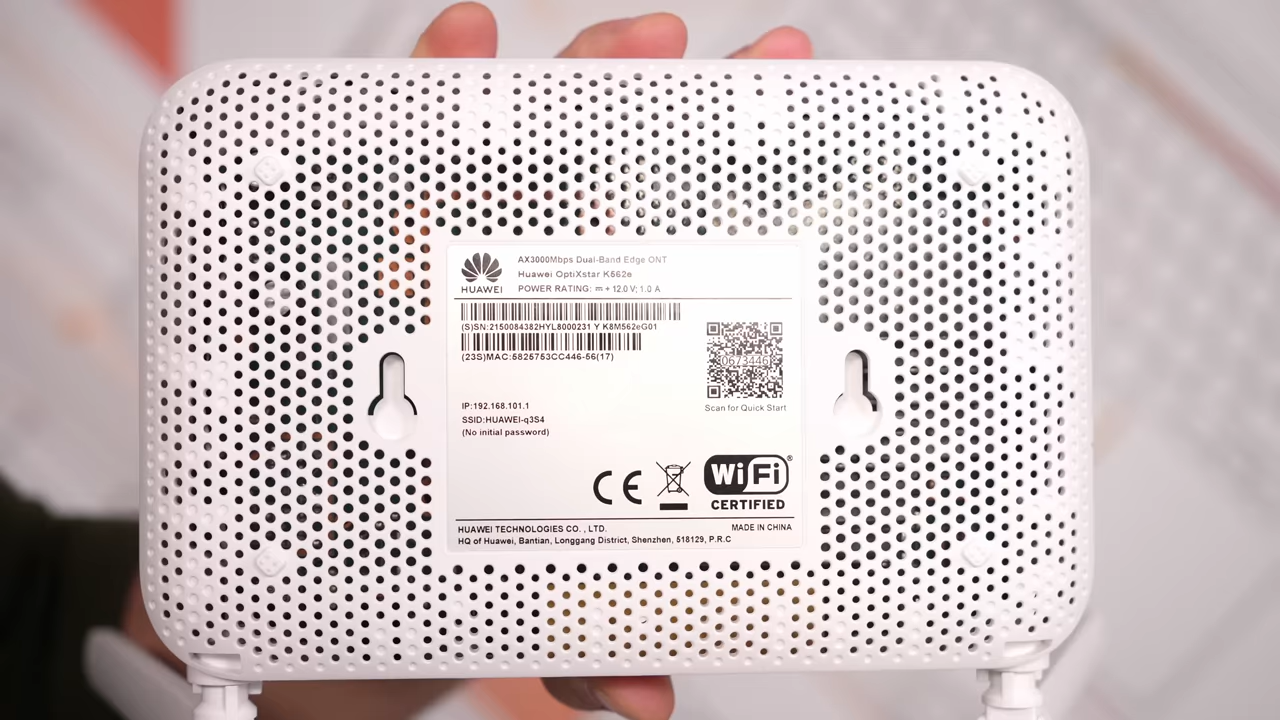 HUAWEI
AX3000Mbps Dual-Band Edge ONT
Huawei OptiXstar K562e
POWER RATING: ⎓ + 12.0 V; 1.0 A
(S)SN:2150084382HYL8000231 Y K8M562eG01
(23S)MAC:5825753CC446-56(17)
0673446
Scan for Quick Start
IP:192.168.101.1
SSID:HUAWEI-q3S4
(No initial password)
CE
WiFi®
CERTIFIED
HUAWEI TECHNOLOGIES CO. , LTD.
MADE IN CHINA
HQ of Huawei, Bantian, Longgang District, Shenzhen, 518129, P.R.C